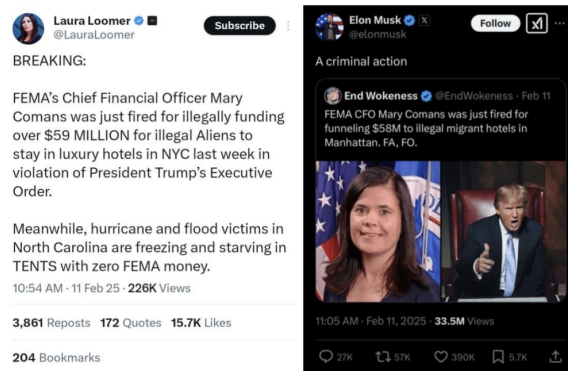 Laura Loomer
@LauraLoomer
Subscribe
BREAKING:
FEMA's Chief Financial Officer Mary
Comans was just fired for illegally funding
over $59 MILLION for illegal Aliens to
stay in luxury hotels in NYC last week in
violation of President Trump's Executive
Order.
Meanwhile, hurricane and flood victims in
North Carolina are freezing and starving in
TENTS with zero FEMA money.
10:54 AM · 11 Feb 25 · 226K Views
3,861 Reposts 172 Quotes 15.7K Likes
204 Bookmarks
Elon Musk
@elonmusk
Follow
A criminal action
End Wokeness @EndWokeness · Feb 11
FEMA CFO Mary Comans was just fired for
funneling $58M to illegal migrant hotels in
Manhattan. FA, FO.
11:05 AM · Feb 11, 2025 · 33.5M Views
27K 57K 390K 5.7K